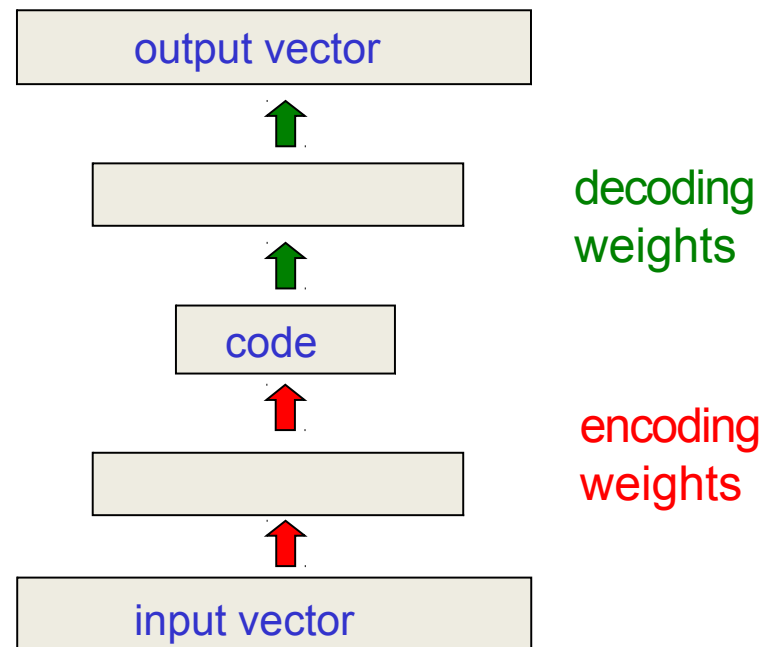 output vector
decoding
weights
code
encoding
weights
input vector